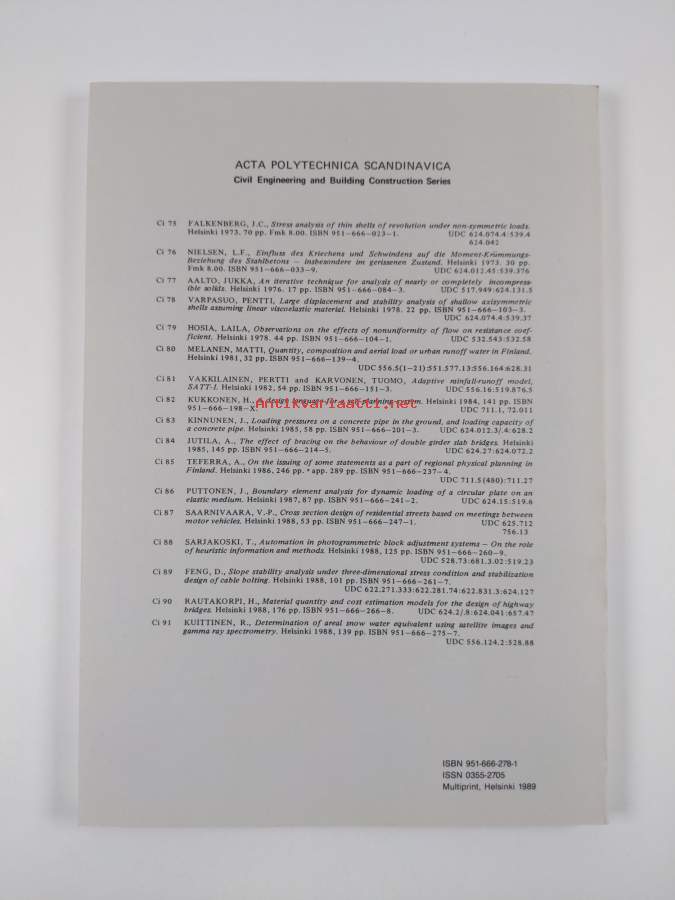 ACTA POLYTECHNICA SCANDINAVICA
Civil Engineering and Building Construction Series
Ci 75 FALKENBERG, J.C., Stress analysis of thin shells of revolution under non-symmetric loads.
Helsinki 1973, 70 pp. Fmk 8.00. ISBN 951-666-023-1. UDC 624.074.4:539.4
624.042
Ci 76 NIELSEN, L.F., Einfluss des Kriechens und Schwindens auf die Moment-Krümmungs-
Beziehung des Stahlbetons — insbesondere im gerissenen Zustand. Helsinki 1973. 30 pp.
Fmk 8.00. ISBN 951-666-033-9. UDC 624.012.45:539.376
Ci 77 AALTO, JUKKA, An iterative technique for analysis of nearly or completely incompress-
ible solids. Helsinki 1976. 17 pp. ISBN 951-666-084-3. UDC 517.949:624.131.5
Ci 78 VARPASUO, PENTTI, Large displacement and stability analysis of shallow axisymmetric
shells assuming linear viscoelastic material. Helsinki 1978. 22 pp. ISBN 951-666-103-3.
UDC 624.074.4:539.37
Ci 79 HOSIA, LAILA, Observations on the effects of nonuniformity of flow on resistance coef-
ficient. Helsinki 1978. 44 pp. ISBN 951-666-104-1. UDC 532.543:532.58
Ci 80 MELANEN, MATTI, Quantity, composition and aerial load or urban runoff water in Finland.
Helsinki 1981, 32 pp. ISBN 951-666-139-4.
UDC 556.5(1-21):551.577.13:556.164:628.31
Ci 81 VAKKILAINEN, PERTTI and KARVONEN, TUOMO, Adaptive rainfall-runoff model,
SATT-I. Helsinki 1982, 54 pp. ISBN 951-666-151-3. UDC 556.16:519.876.5
Ci 82 KUKKONEN, H., A design language for a self-planning system. Helsinki 1984, 141 pp. ISBN
951-666-198-X. UDC 711.1, 72.011
Antikvariaatti.net
Ci 83 KINNUNEN, J., Loading pressures on a concrete pipe in the ground, and loading capacity of
a concrete pipe. Helsinki 1985, 58 pp. ISBN 951-666-201-3. UDC 624.012.3/.4:628.2
Ci 84 JUTILA, A., The effect of bracing on the behaviour of double girder slab bridges. Helsinki
1985, 145 pp. ISBN 951-666-214-5. UDC 624.27:624.072.2
Ci 85 TEFERRA, A., On the issuing of some statements as a part of regional physical planning in
Finland. Helsinki 1986, 246 pp. + app. 289 pp. ISBN 951-666-237-4.
UDC 711.5(480):711.27
Ci 86 PUTTONEN, J., Boundary element analysis for dynamic loading of a circular plate on an
elastic medium. Helsinki 1987, 87 pp. ISBN 951-666-241-2. UDC 624.15:519.6
Ci 87 SAARNIVAARA, V.-P., Cross section design of residential streets based on meetings between
motor vehicles. Helsinki 1988, 53 pp. ISBN 951-666-247-1. UDC 625.712
756.13
Ci 88 SARJAKOSKI, T., Automation in photogrammetric block adjustment systems — On the role
of heuristic information and methods. Helsinki 1988, 125 pp. ISBN 951-666-260-9.
UDC 528.73:681.3.02:519.23
Ci 89 FENG, D., Slope stability analysis under three-dimensional stress condition and stabilization
design of cable bolting. Helsinki 1988, 101 pp. ISBN 951-666-261-7.
UDC 622.271.333:622.281.74:622.831.3:624.127
Ci 90 RAUTAKORPI, H., Material quantity and cost estimation models for the design of highway
bridges. Helsinki 1988, 176 pp. ISBN 951-666-266-8. UDC 624.2/.8:624.041:657.47
Ci 91 KUITTINEN, R., Determination of areal snow water equivalent using satellite images and
gamma ray spectrometry. Helsinki 1988, 139 pp. ISBN 951-666-275-7.
UDC 556.124.2:528.88
ISBN 951-666-278-1
ISSN 0355-2705
Multiprint, Helsinki 1989